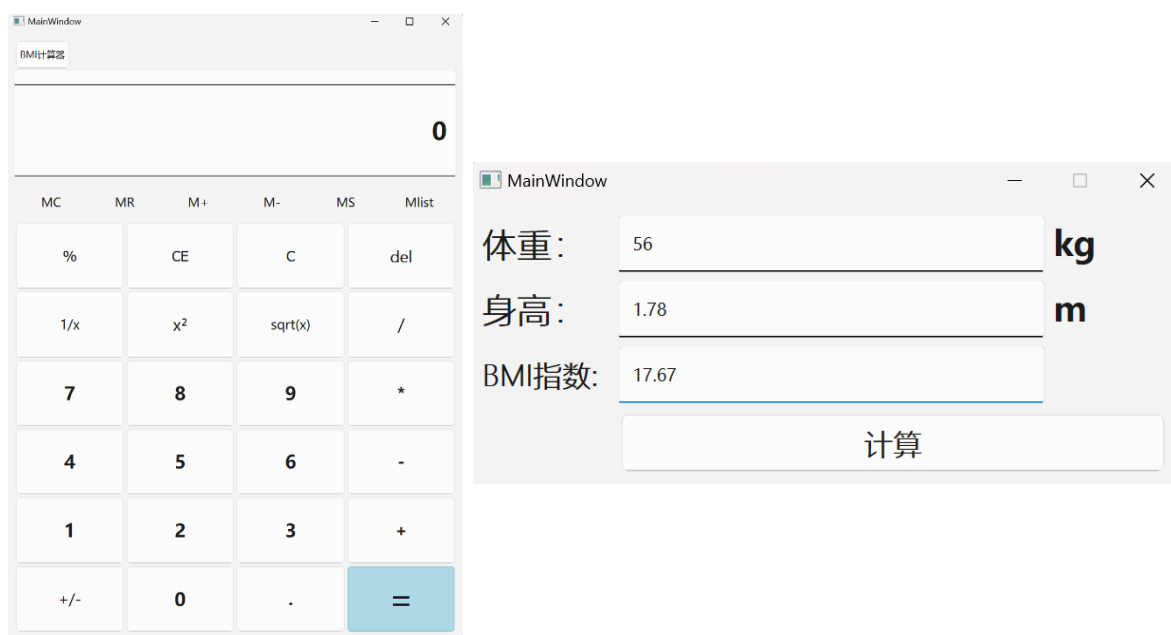 MainWindow
BMI计算器
0
MC MR M+ M- MS Mlist
% CE C del
1/x x² sqrt(x) /
7 8 9 *
4 5 6 -
1 2 3 +
+/- 0 . =
MainWindow
体重： 56 kg
身高： 1.78 m
BMI指数: 17.67
计算